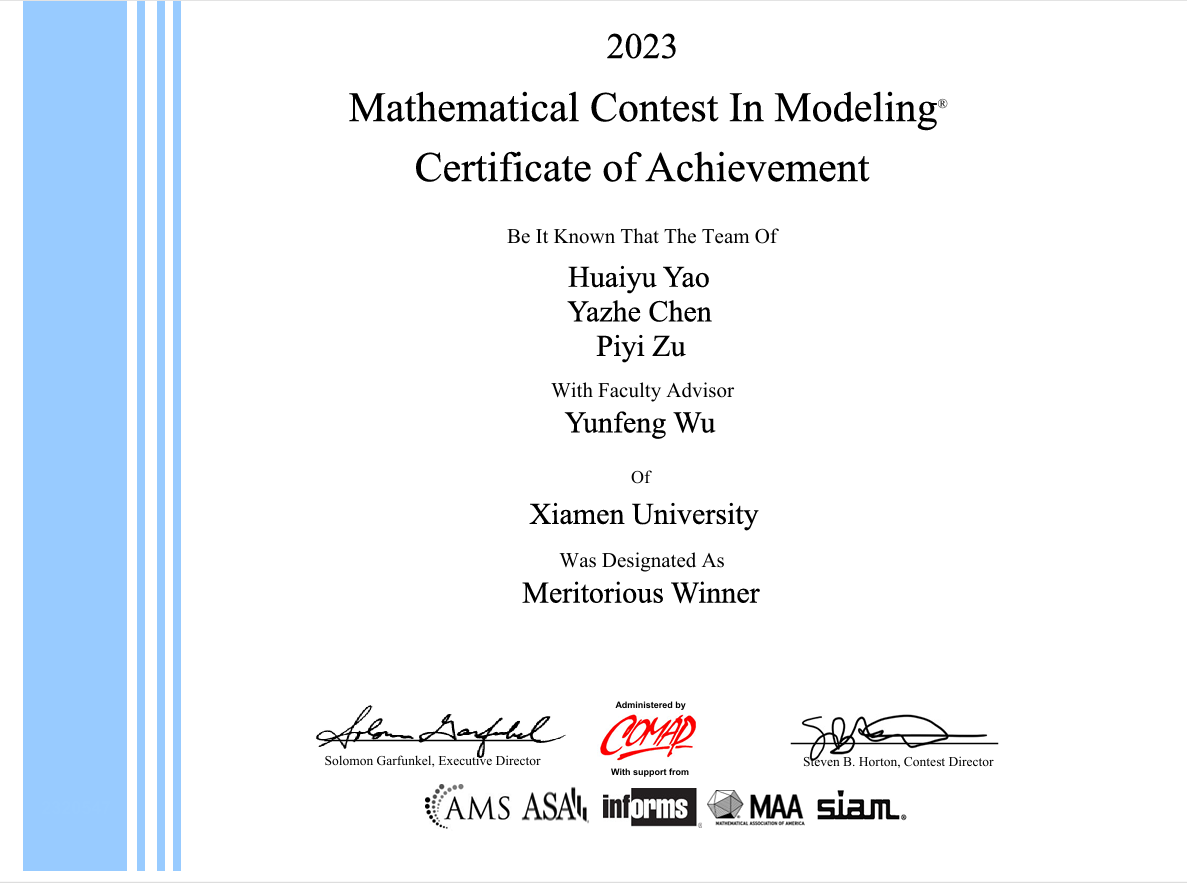 2023
Mathematical Contest In Modeling®
Certificate of Achievement
Be It Known That The Team Of
Huaiyu Yao
Yazhe Chen
Piyi Zu
With Faculty Advisor
Yunfeng Wu
Of
Xiamen University
Was Designated As
Meritorious Winner
Administered by
COMAP
Solomon Garfunkel
Solomon Garfunkel, Executive Director
Steven B. Horton, Contest Director
With support from
AMS ASA informs® MAA siam®
MATHEMATICAL ASSOCIATION OF AMERICA